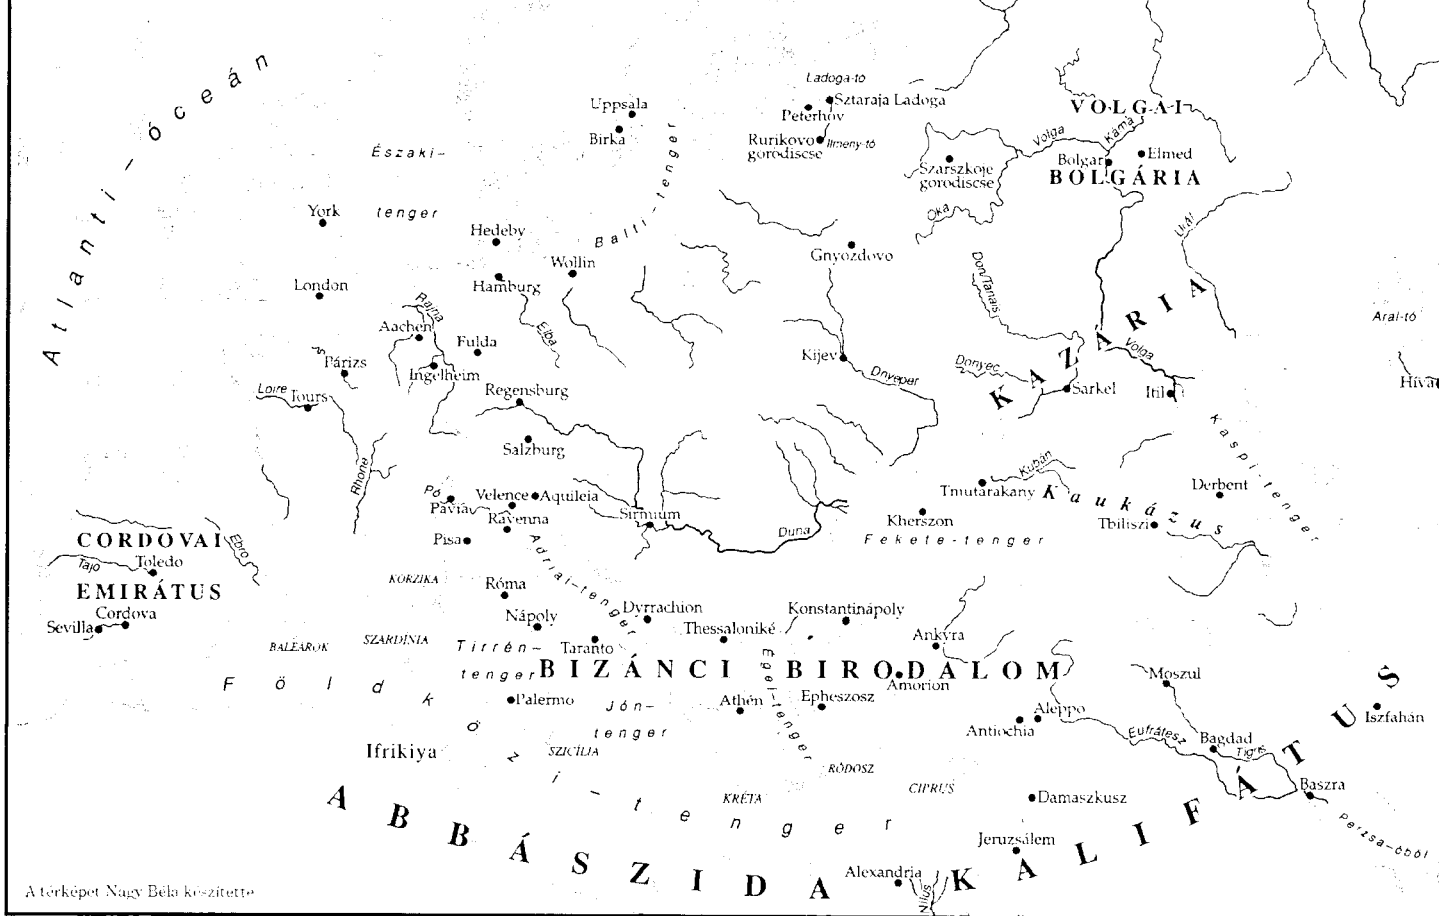 Atlanti-óceán
Ladoga-tó
Sztaraja Ladoga
Peterhov
Rurikovo
gorodiscse
Ilmeny-tó
Uppsala
Birka
Balti-tenger
Északi-
tenger
VOLGAI
BOLGÁRIA
Volga
Káma
Bolgar
Elmed
Szarszkoje
gorodiscse
Oka
York
London
Hedeby
Hamburg
Wollin
Gnyozdovo
Don/Tanaisz
Urál
Aral-tó
Rajna
Aachen
Fulda
Elba
Párizs
Ingelheim
Kijev
Dnyeper
Donyec
KAZÁRIA
Volga
Sarkel
Itil
Híva
Loire
Tours
Regensburg
Salzburg
Rhone
Kaspi-tenger
Kubán
Tmutarakany
Kaukázus
Derbent
Tbiliszi
Pó
Pavia
Velence
Aquileia
Ravenna
Sirmium
Kherszon
Duna
Fekete-tenger
Pisa
Adriai-tenger
CORDOVAI
EMIRÁTUS
Ebro
Tajo
Toledo
Cordova
Sevilla
KORZIKA
Róma
Nápoly
Dyrrachion
Konstantinápoly
Thessaloniké
Ankyra
BALEÁROK
SZARDÍNIA
Tirrén-
tenger
Taranto
BIZÁNCI BIRODALOM
Égei-tenger
Amorion
Moszul
Földközi-tenger
Palermo
Jón-
tenger
Athén
Epheszosz
Antiochia
Aleppo
Eufrátesz
Bagdad
Tigris
Iszfahán
Ifrikiya
SZICÍLIA
RODOSZ
CIPRUS
KRÉTA
Damaszkusz
Baszra
Perzsa-öböl
ABBÁSZIDA KALIFÁTUS
Jeruzsálem
Alexandria
Nílus
A térképet Nagy Béla készítette